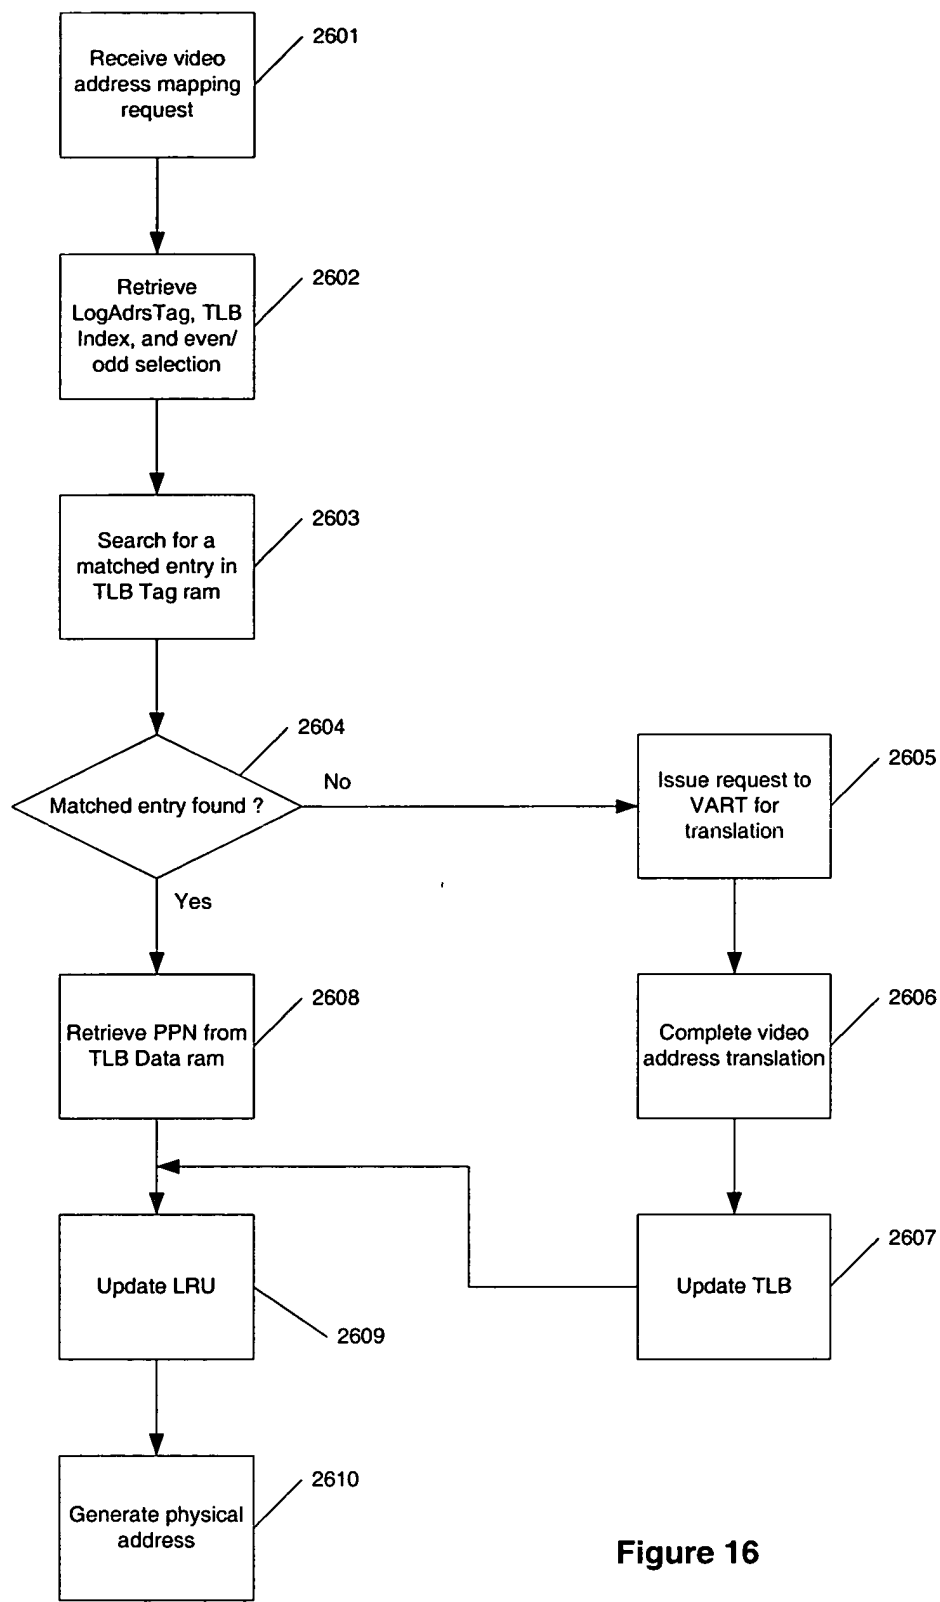 Receive video
address mapping
request
2601
Retrieve
LogAdrsTag, TLB
Index, and even/
odd selection
2602
Search for a
matched entry in
TLB Tag ram
2603
Matched entry found ?
2604
No
Yes
Issue request to
VART for
translation
2605
Complete video
address translation
2606
Update TLB
2607
Retrieve PPN from
TLB Data ram
2608
Update LRU
2609
Generate physical
address
2610
Figure 16